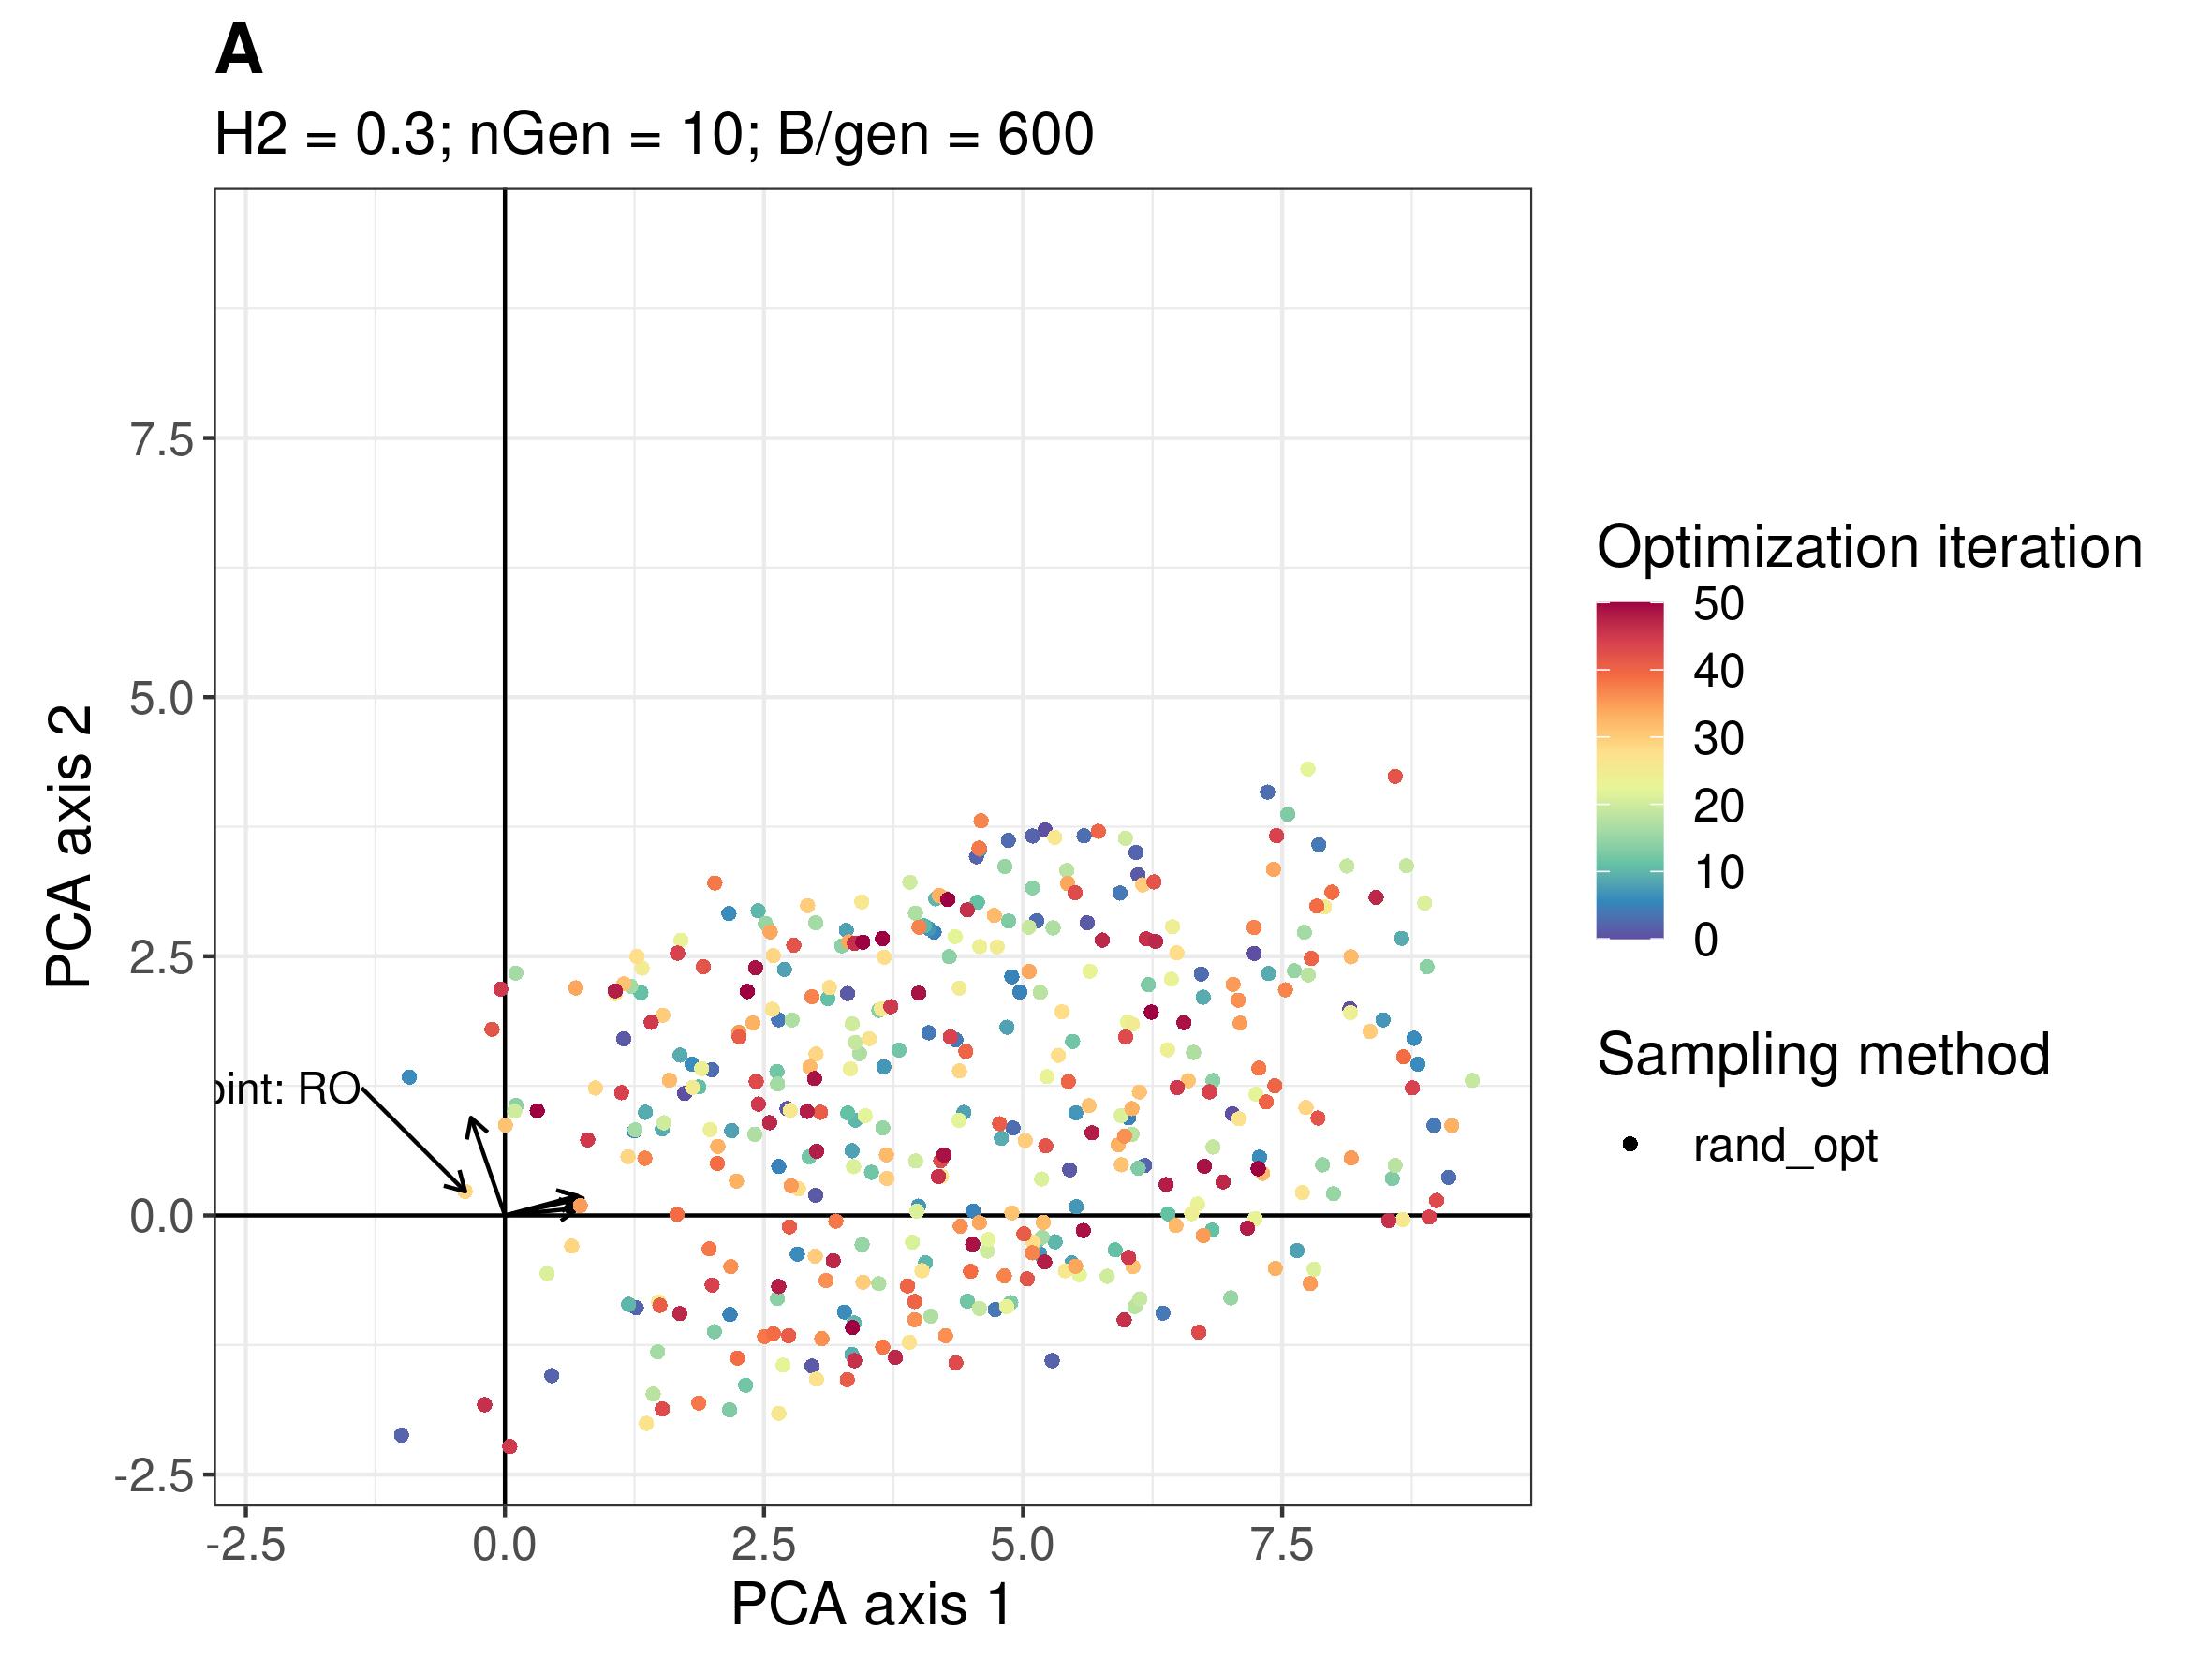 A
H2 = 0.3; nGen = 10; B/gen = 600
PCA axis 2
7.5
5.0
2.5
0.0
-2.5
oint: RO
-2.5 0.0 2.5 5.0 7.5
PCA axis 1
Optimization iteration
50
40
30
20
10
0
Sampling method
rand_opt